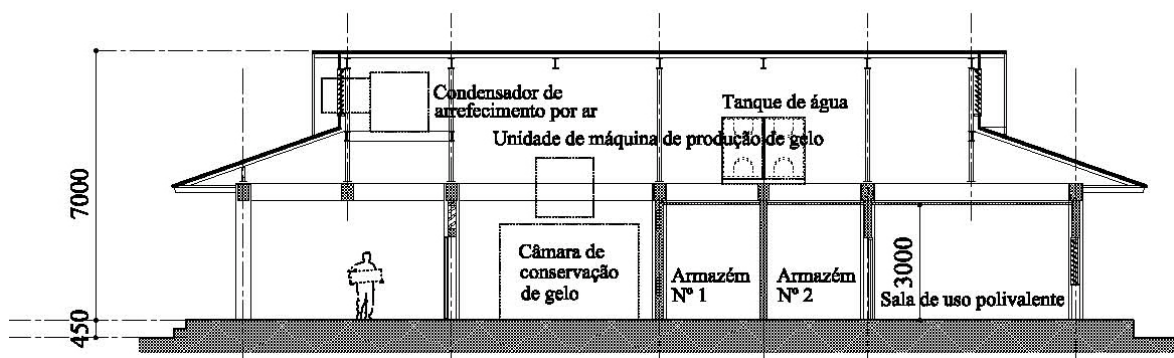 Condensador de
arrefecimento por ar
Tanque de água
Unidade de máquina de produção de gelo
7000
Câmara de
conservação
de gelo
Armazém
Nº 1
Armazém
Nº 2
3000
Sala de uso polivalente
450